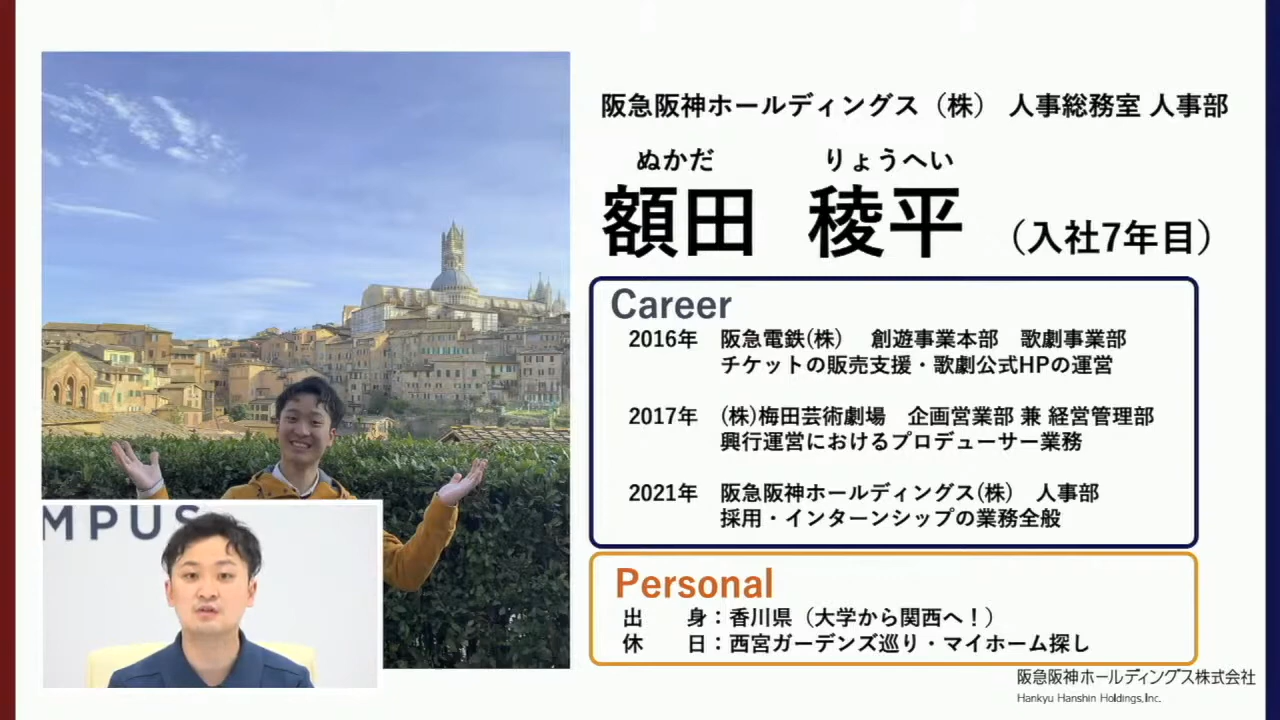 阪急阪神ホールディングス（株） 人事総務室 人事部
ぬかだ りょうへい
額田 稜平 （入社7年目）
Career
2016年 阪急電鉄(株) 創遊事業本部 歌劇事業部
チケットの販売支援・歌劇公式HPの運営
2017年 (株)梅田芸術劇場 企画営業部 兼 経営管理部
興行運営におけるプロデューサー業務
2021年 阪急阪神ホールディングス(株) 人事部
採用・インターンシップの業務全般
Personal
出 身：香川県（大学から関西へ！）
休 日：西宮ガーデンズ巡り・マイホーム探し
阪急阪神ホールディングス株式会社
Hankyu Hanshin Holdings,Inc.
MPUS